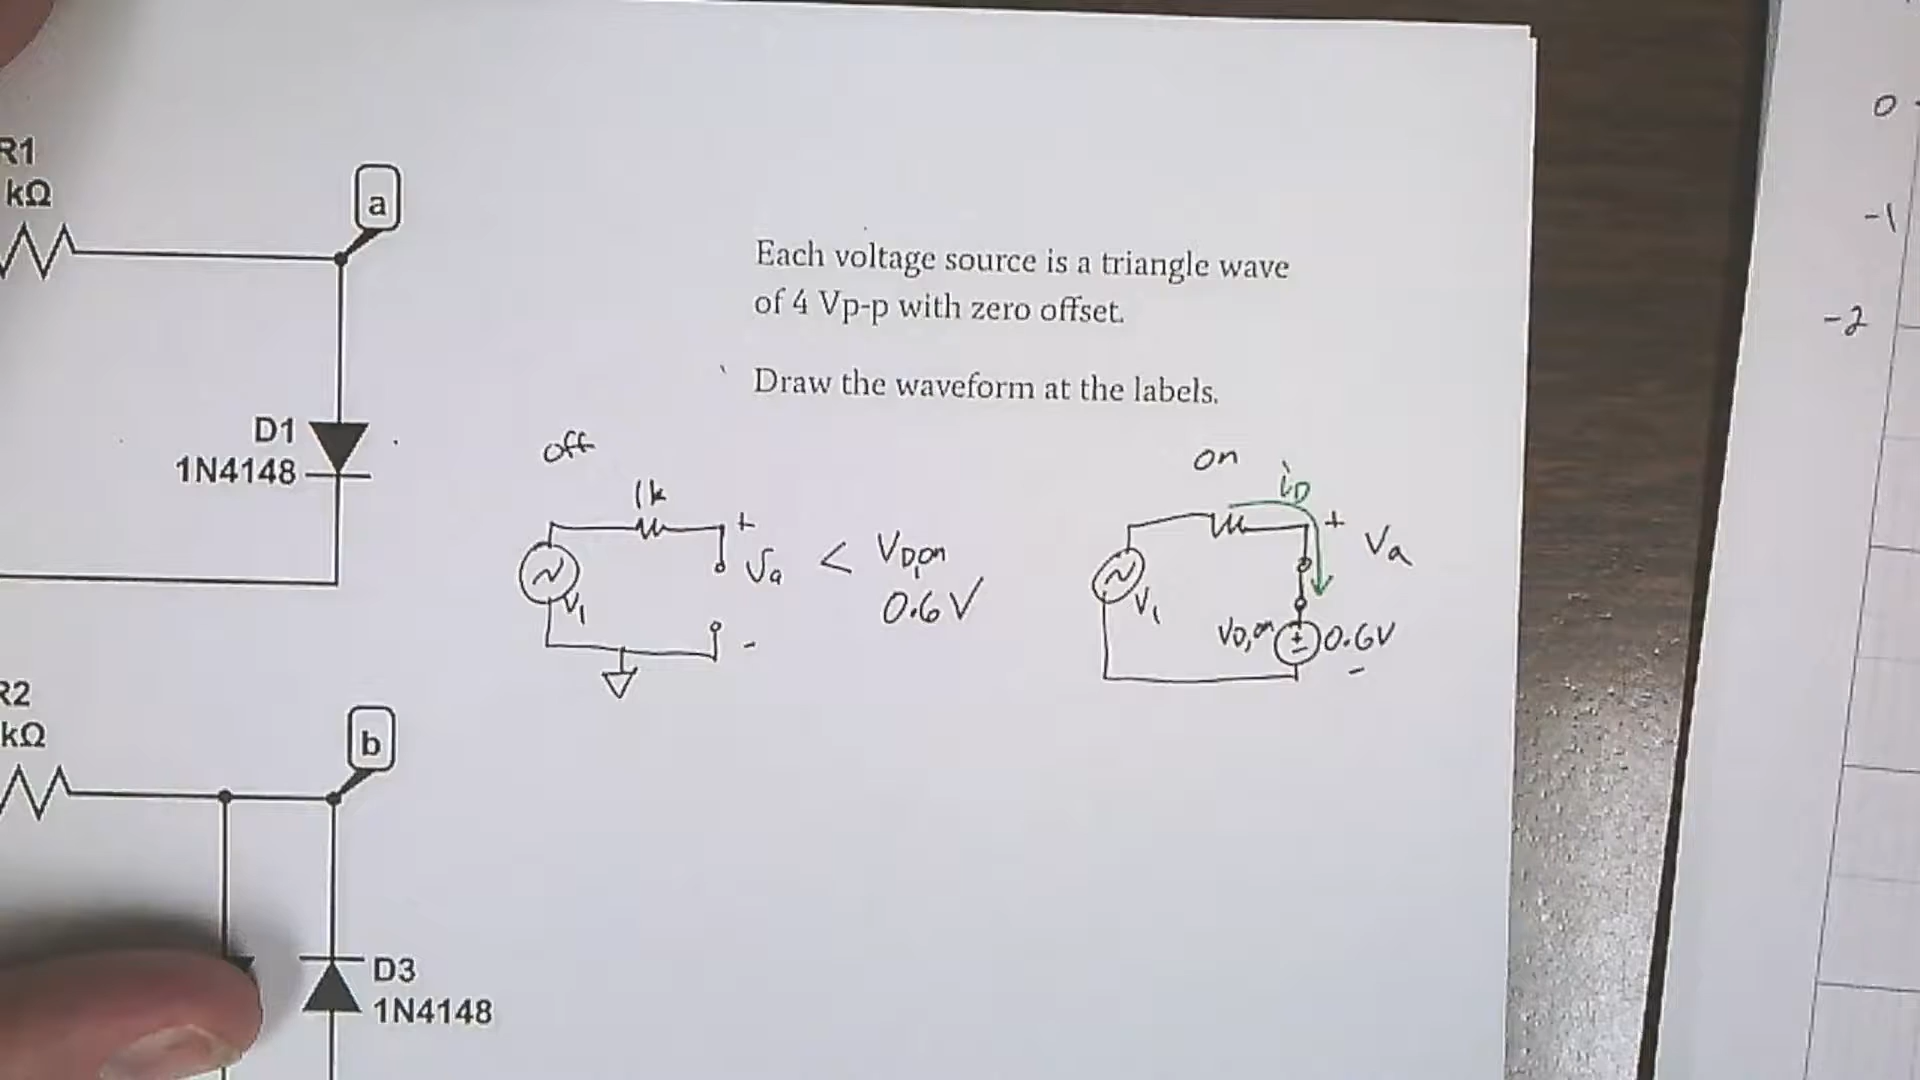 R1
kΩ
a
D1
1N4148
Each voltage source is a triangle wave
of 4 Vp-p with zero offset.
Draw the waveform at the labels.
off
1k
+
Va < VD,on
0.6V
V1
-
on
iD
+
Va
V1
VD,on
+
-
0.6V
-
R2
kΩ
b
D3
1N4148
0
-1
-2